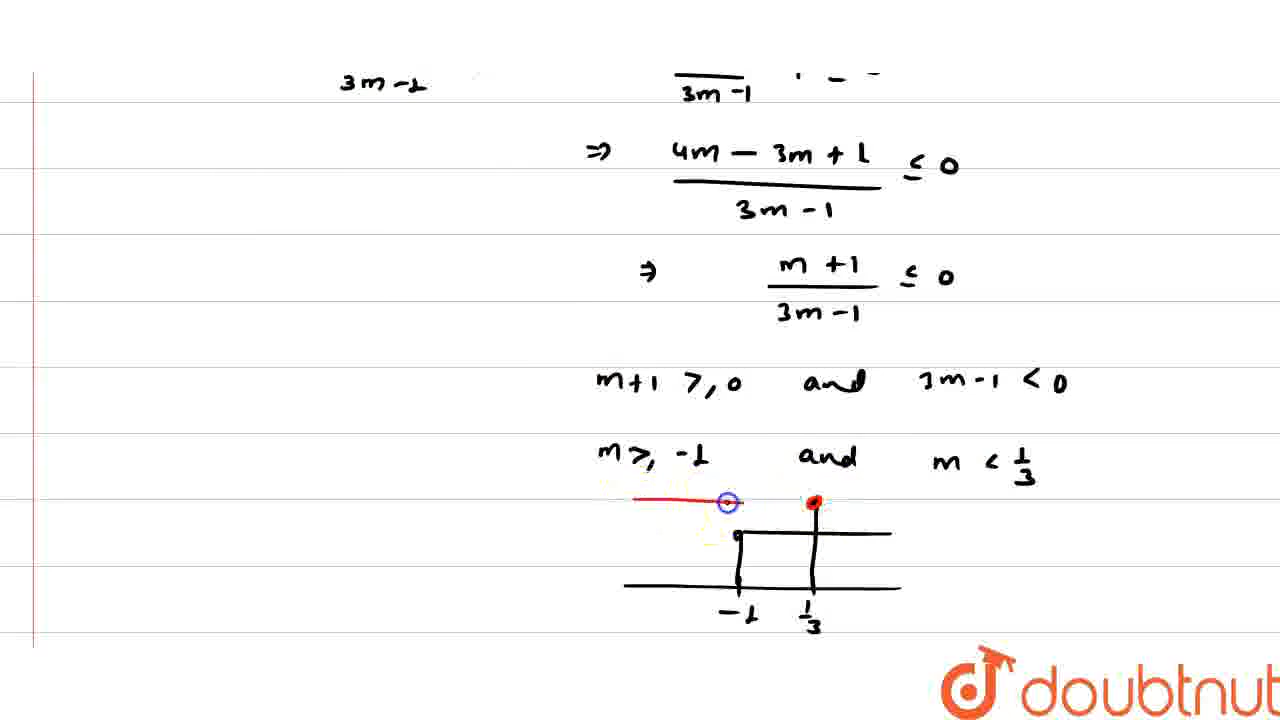 3m-1 3m-1
⇒ 4m - 3m + 1 ≤ 0
3m - 1
⇒ m + 1 ≤ 0
3m - 1
m+1 ⩾ 0 and 3m-1 < 0
m ⩾ -1 and m < 1/3
-1 1/3
doubtnut